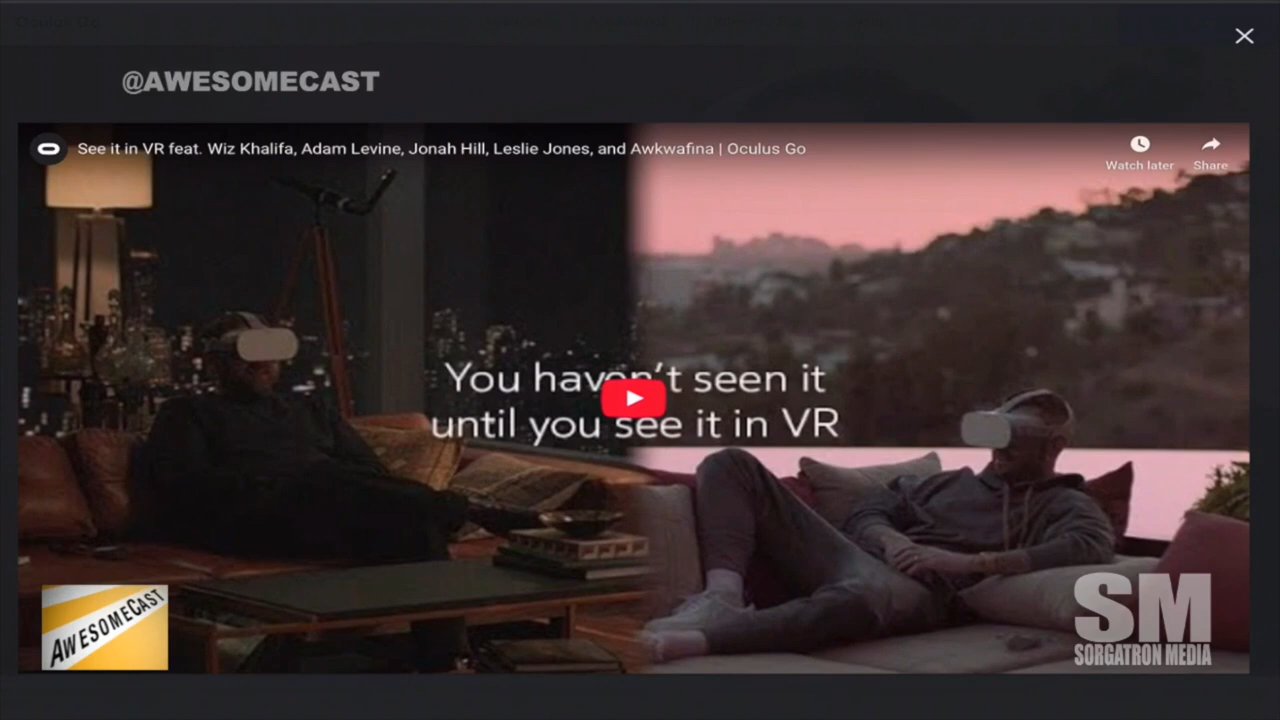 @AWESOMECAST
See it in VR feat. Wiz Khalifa, Adam Levine, Jonah Hill, Leslie Jones, and Awkwafina | Oculus Go
Watch later
Share
You haven't seen it
until you see it in VR
AWESOMECAST
SM
SORGATRON MEDIA